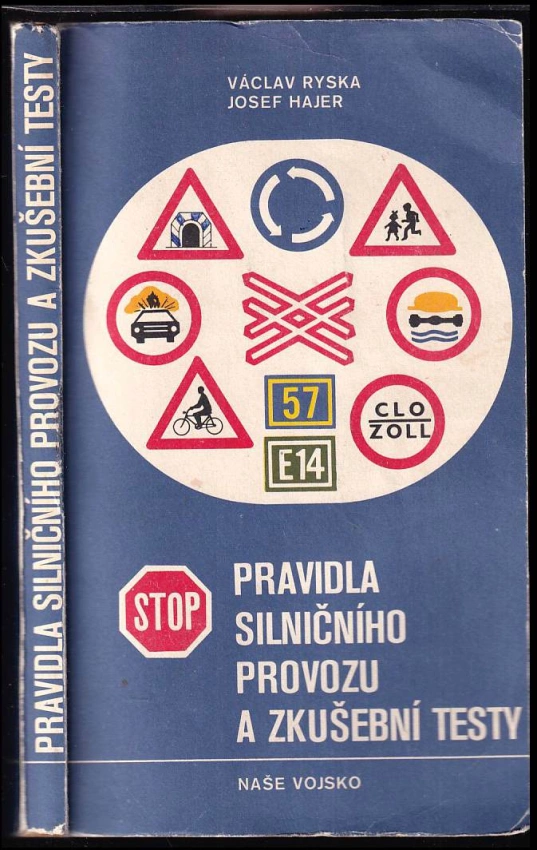 PRAVIDLA SILNIČNÍHO PROVOZU A ZKUŠEBNÍ TESTY
VÁCLAV RYSKA
JOSEF HAJER
57
E14
CLO
ZOLL
STOP
PRAVIDLA
SILNIČNÍHO
PROVOZU
A ZKUŠEBNÍ TESTY
NAŠE VOJSKO